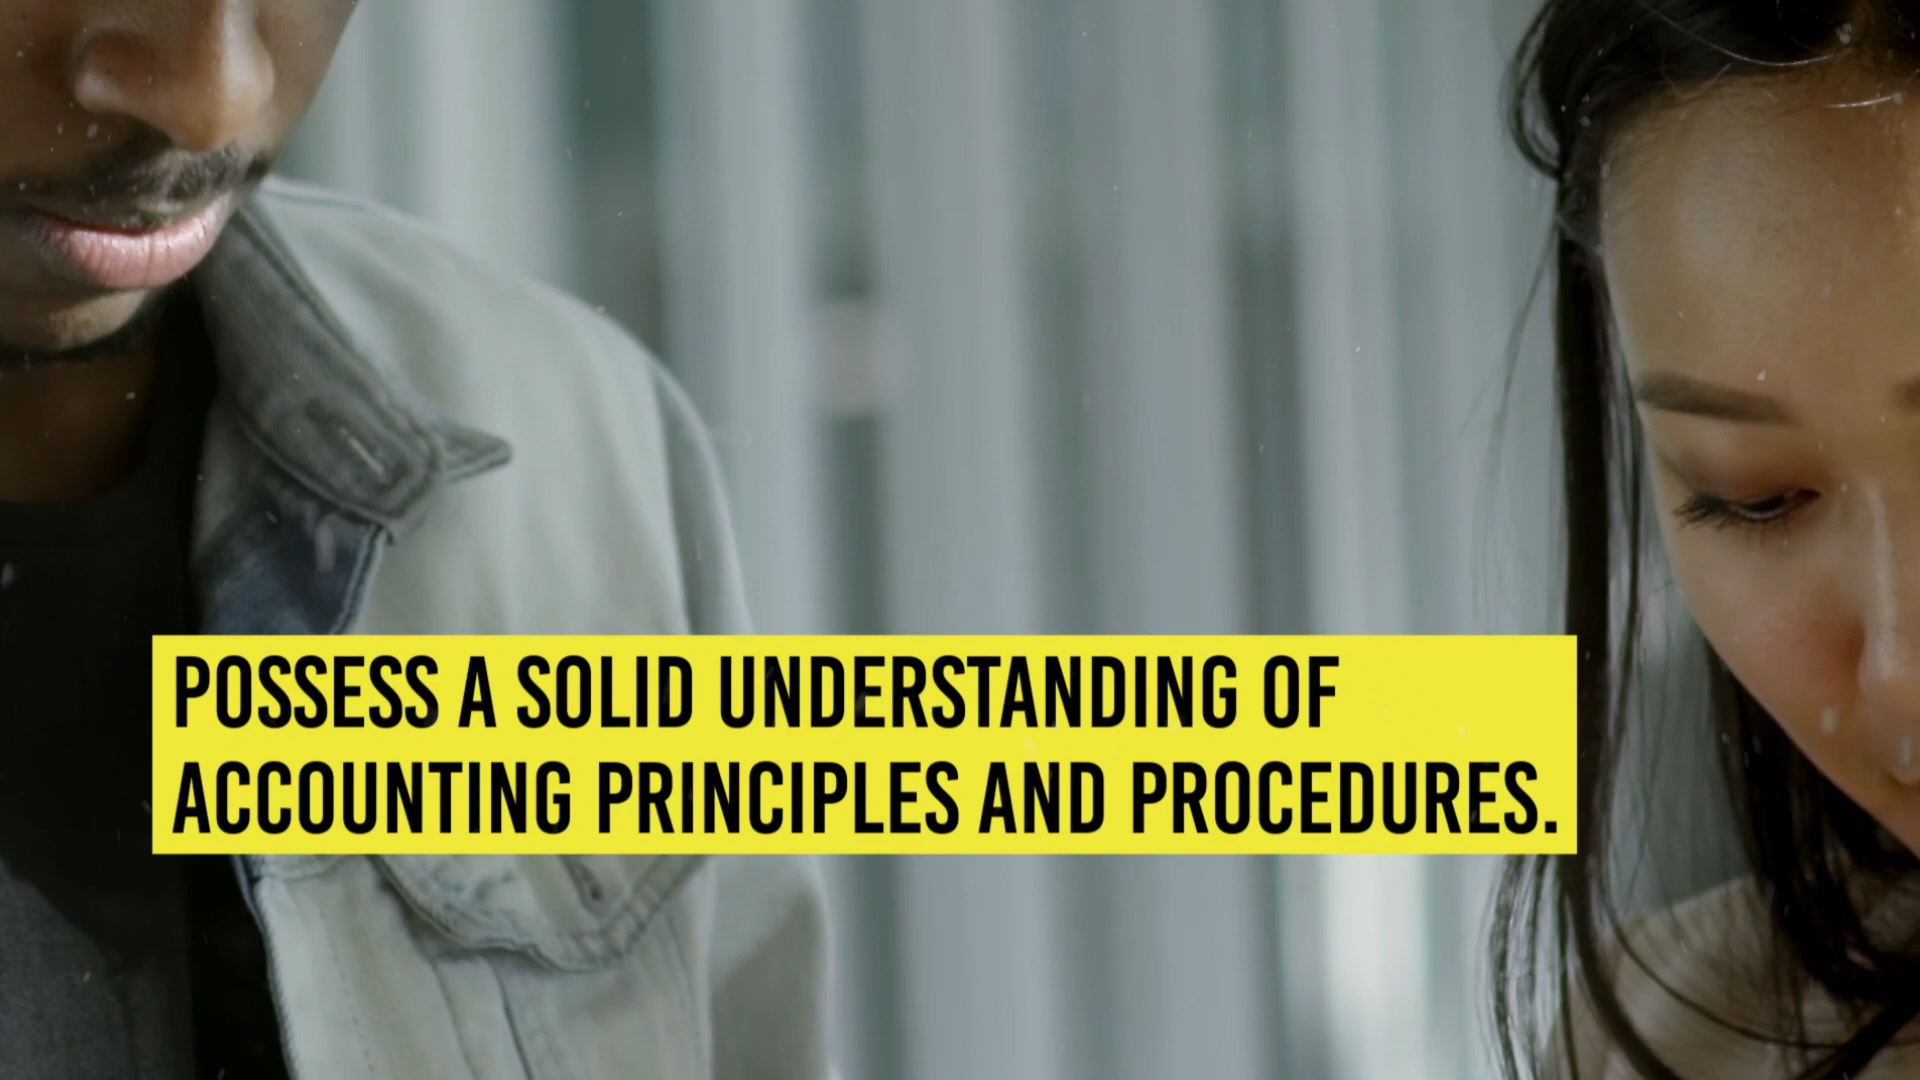 POSSESS A SOLID UNDERSTANDING OF
ACCOUNTING PRINCIPLES AND PROCEDURES.